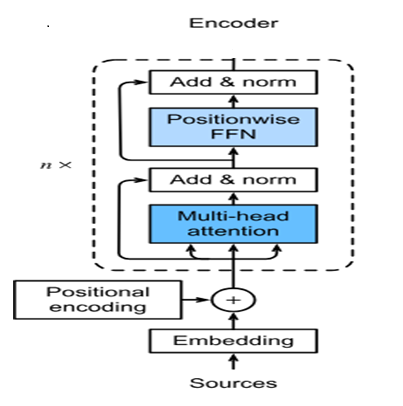 Encoder
Add & norm
Positionwise
FFN
n ×
Add & norm
Multi-head
attention
Positional
encoding
+
Embedding
Sources